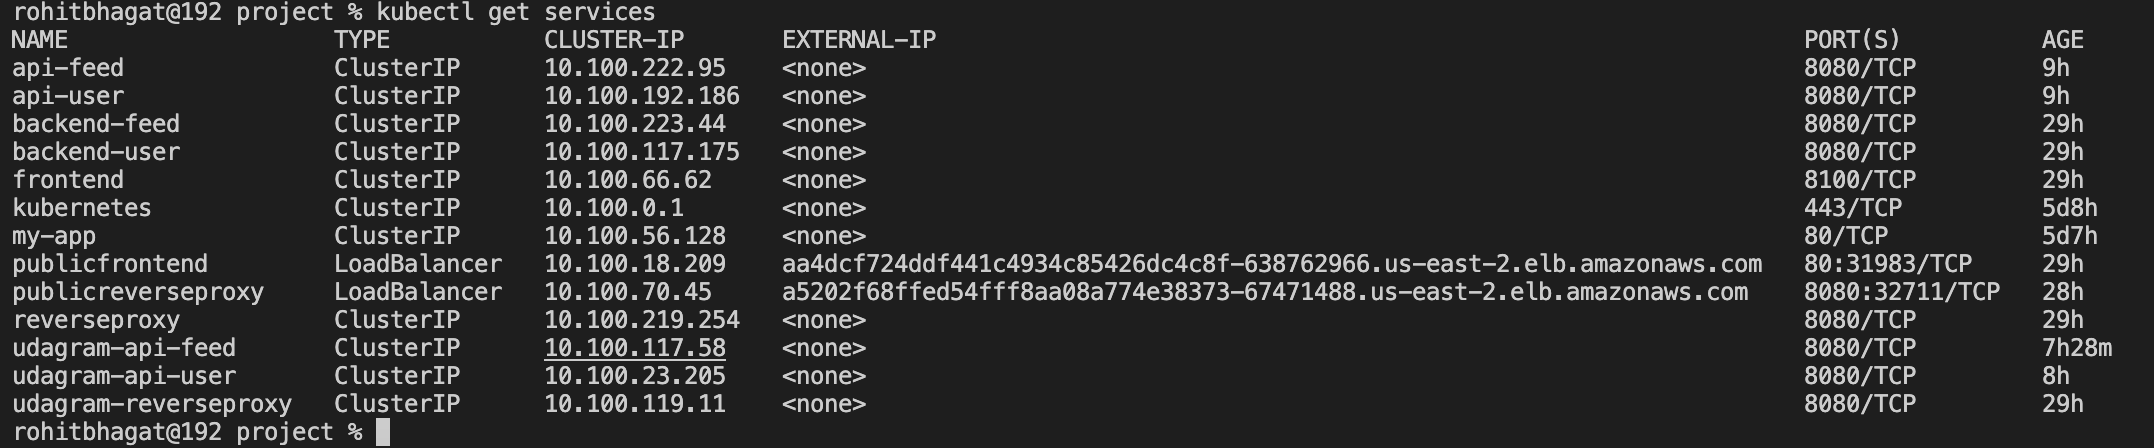 rohitbhagat@192 project % kubectl get services
NAME TYPE CLUSTER-IP EXTERNAL-IP PORT(S) AGE
api-feed ClusterIP 10.100.222.95 <none> 8080/TCP 9h
api-user ClusterIP 10.100.192.186 <none> 8080/TCP 9h
backend-feed ClusterIP 10.100.223.44 <none> 8080/TCP 29h
backend-user ClusterIP 10.100.117.175 <none> 8080/TCP 29h
frontend ClusterIP 10.100.66.62 <none> 8100/TCP 29h
kubernetes ClusterIP 10.100.0.1 <none> 443/TCP 5d8h
my-app ClusterIP 10.100.56.128 <none> 80/TCP 5d7h
publicfrontend LoadBalancer 10.100.18.209 aa4dcf724ddf441c4934c85426dc4c8f-638762966.us-east-2.elb.amazonaws.com 80:31983/TCP 29h
publicreverseproxy LoadBalancer 10.100.70.45 a5202f68ffed54fff8aa08a774e38373-67471488.us-east-2.elb.amazonaws.com 8080:32711/TCP 28h
reverseproxy ClusterIP 10.100.219.254 <none> 8080/TCP 29h
udagram-api-feed ClusterIP 10.100.117.58 <none> 8080/TCP 7h28m
udagram-api-user ClusterIP 10.100.23.205 <none> 8080/TCP 8h
udagram-reverseproxy ClusterIP 10.100.119.11 <none> 8080/TCP 29h
rohitbhagat@192 project %